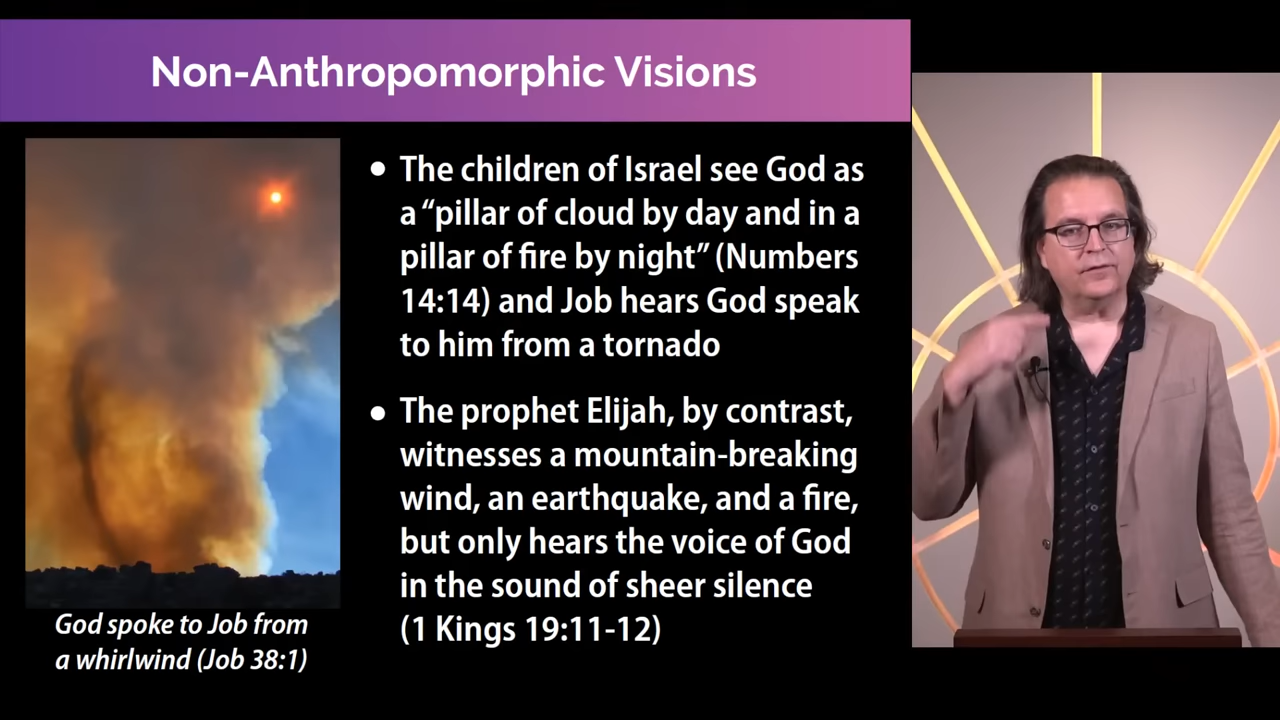 Non-Anthropomorphic Visions
• The children of Israel see God as
a “pillar of cloud by day and in a
pillar of fire by night” (Numbers
14:14) and Job hears God speak
to him from a tornado
• The prophet Elijah, by contrast,
witnesses a mountain-breaking
wind, an earthquake, and a fire,
but only hears the voice of God
in the sound of sheer silence
(1 Kings 19:11-12)
God spoke to Job from
a whirlwind (Job 38:1)